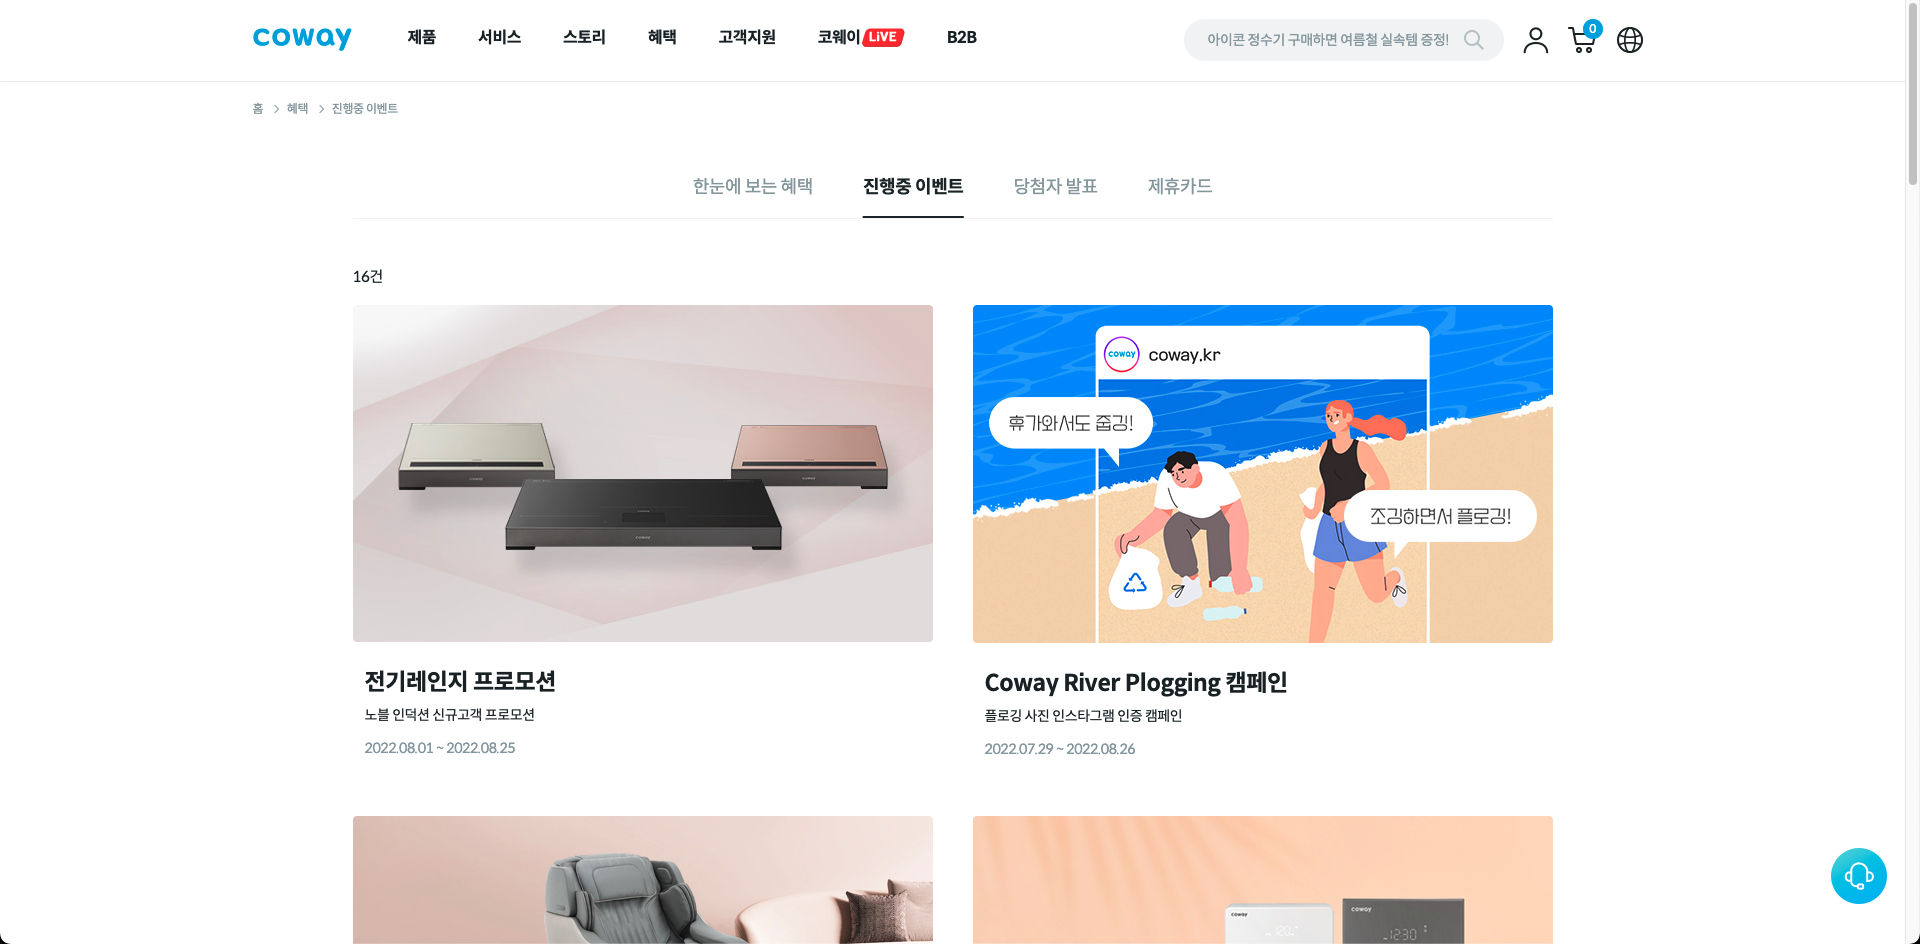 coway
제품
서비스
스토리
혜택
고객지원
코웨이 LiVE
B2B
아이콘 정수기 구매하면 여름철 실속템 증정!
0
홈 > 혜택 > 진행중 이벤트
한눈에 보는 혜택
진행중 이벤트
당첨자 발표
제휴카드
16건
coway
coway
coway
coway coway.kr
휴가와서도 줍깅!
조깅하면서 플로깅!
전기레인지 프로모션
노블 인덕션 신규고객 프로모션
2022.08.01 ~ 2022.08.25
Coway River Plogging 캠페인
플로깅 사진 인스타그램 인증 캠페인
2022.07.29 ~ 2022.08.26
coway
coway
12:30